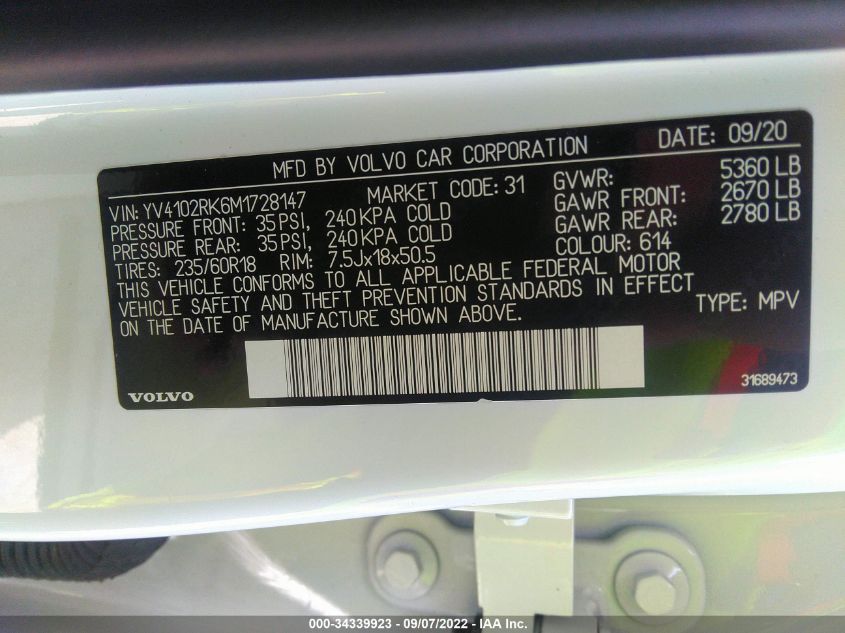 MFD BY VOLVO CAR CORPORATION DATE: 09/20
VIN: YV4102RK6M1728147 MARKET CODE: 31 GVWR: 5360 LB
PRESSURE FRONT: 35 PSI, 240 KPA COLD GAWR FRONT: 2670 LB
PRESSURE REAR: 35 PSI, 240 KPA COLD GAWR REAR: 2780 LB
TIRES: 235/60R18 RIM: 7.5Jx18x50.5 COLOUR: 614
THIS VEHICLE CONFORMS TO ALL APPLICABLE FEDERAL MOTOR
VEHICLE SAFETY AND THEFT PREVENTION STANDARDS IN EFFECT
ON THE DATE OF MANUFACTURE SHOWN ABOVE. TYPE: MPV
VOLVO 31689473
000-34339923 - 09/07/2022 - IAA Inc.